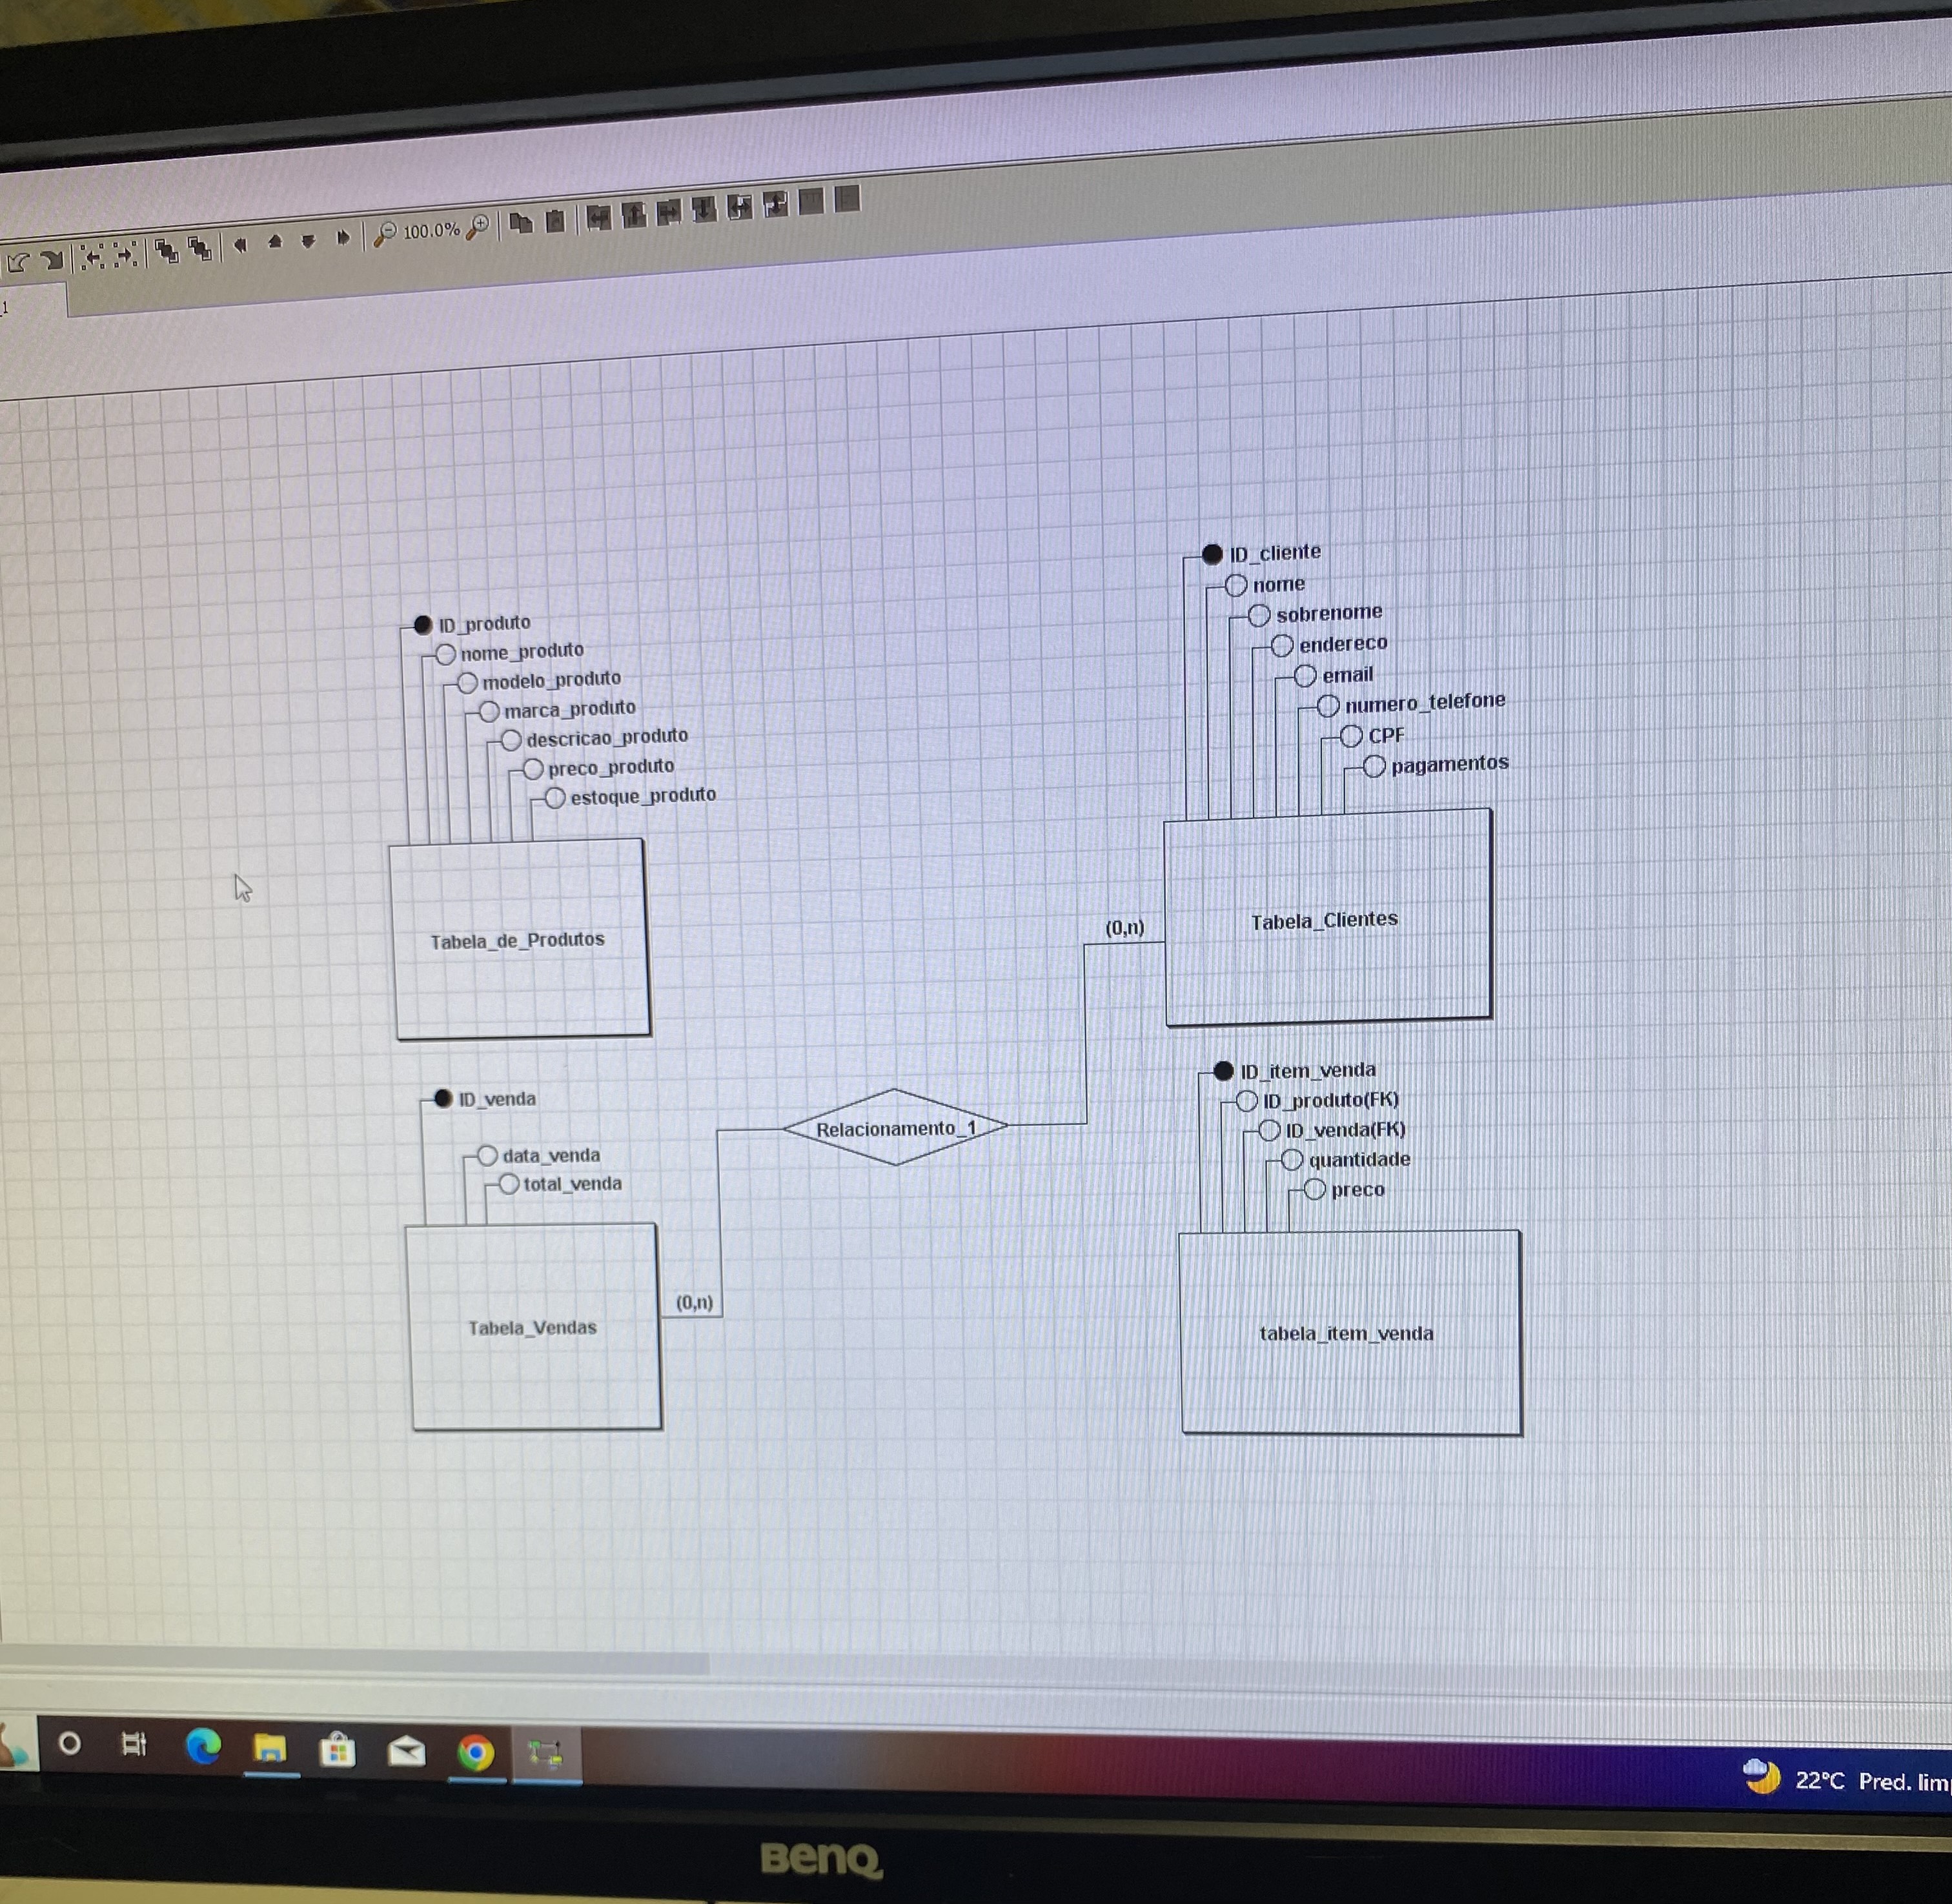 100.0%
1
ID_produto
nome_produto
modelo_produto
marca_produto
descricao_produto
preco_produto
estoque_produto
Tabela_de_Produtos
ID_cliente
nome
sobrenome
endereco
email
numero_telefone
CPF
pagamentos
Tabela_Clientes
(0,n)
Relacionamento_1
ID_venda
data_venda
total_venda
(0,n)
Tabela_Vendas
ID_item_venda
ID_produto(FK)
ID_venda(FK)
quantidade
preco
tabela_item_venda
22°C Pred. lim
BenQ